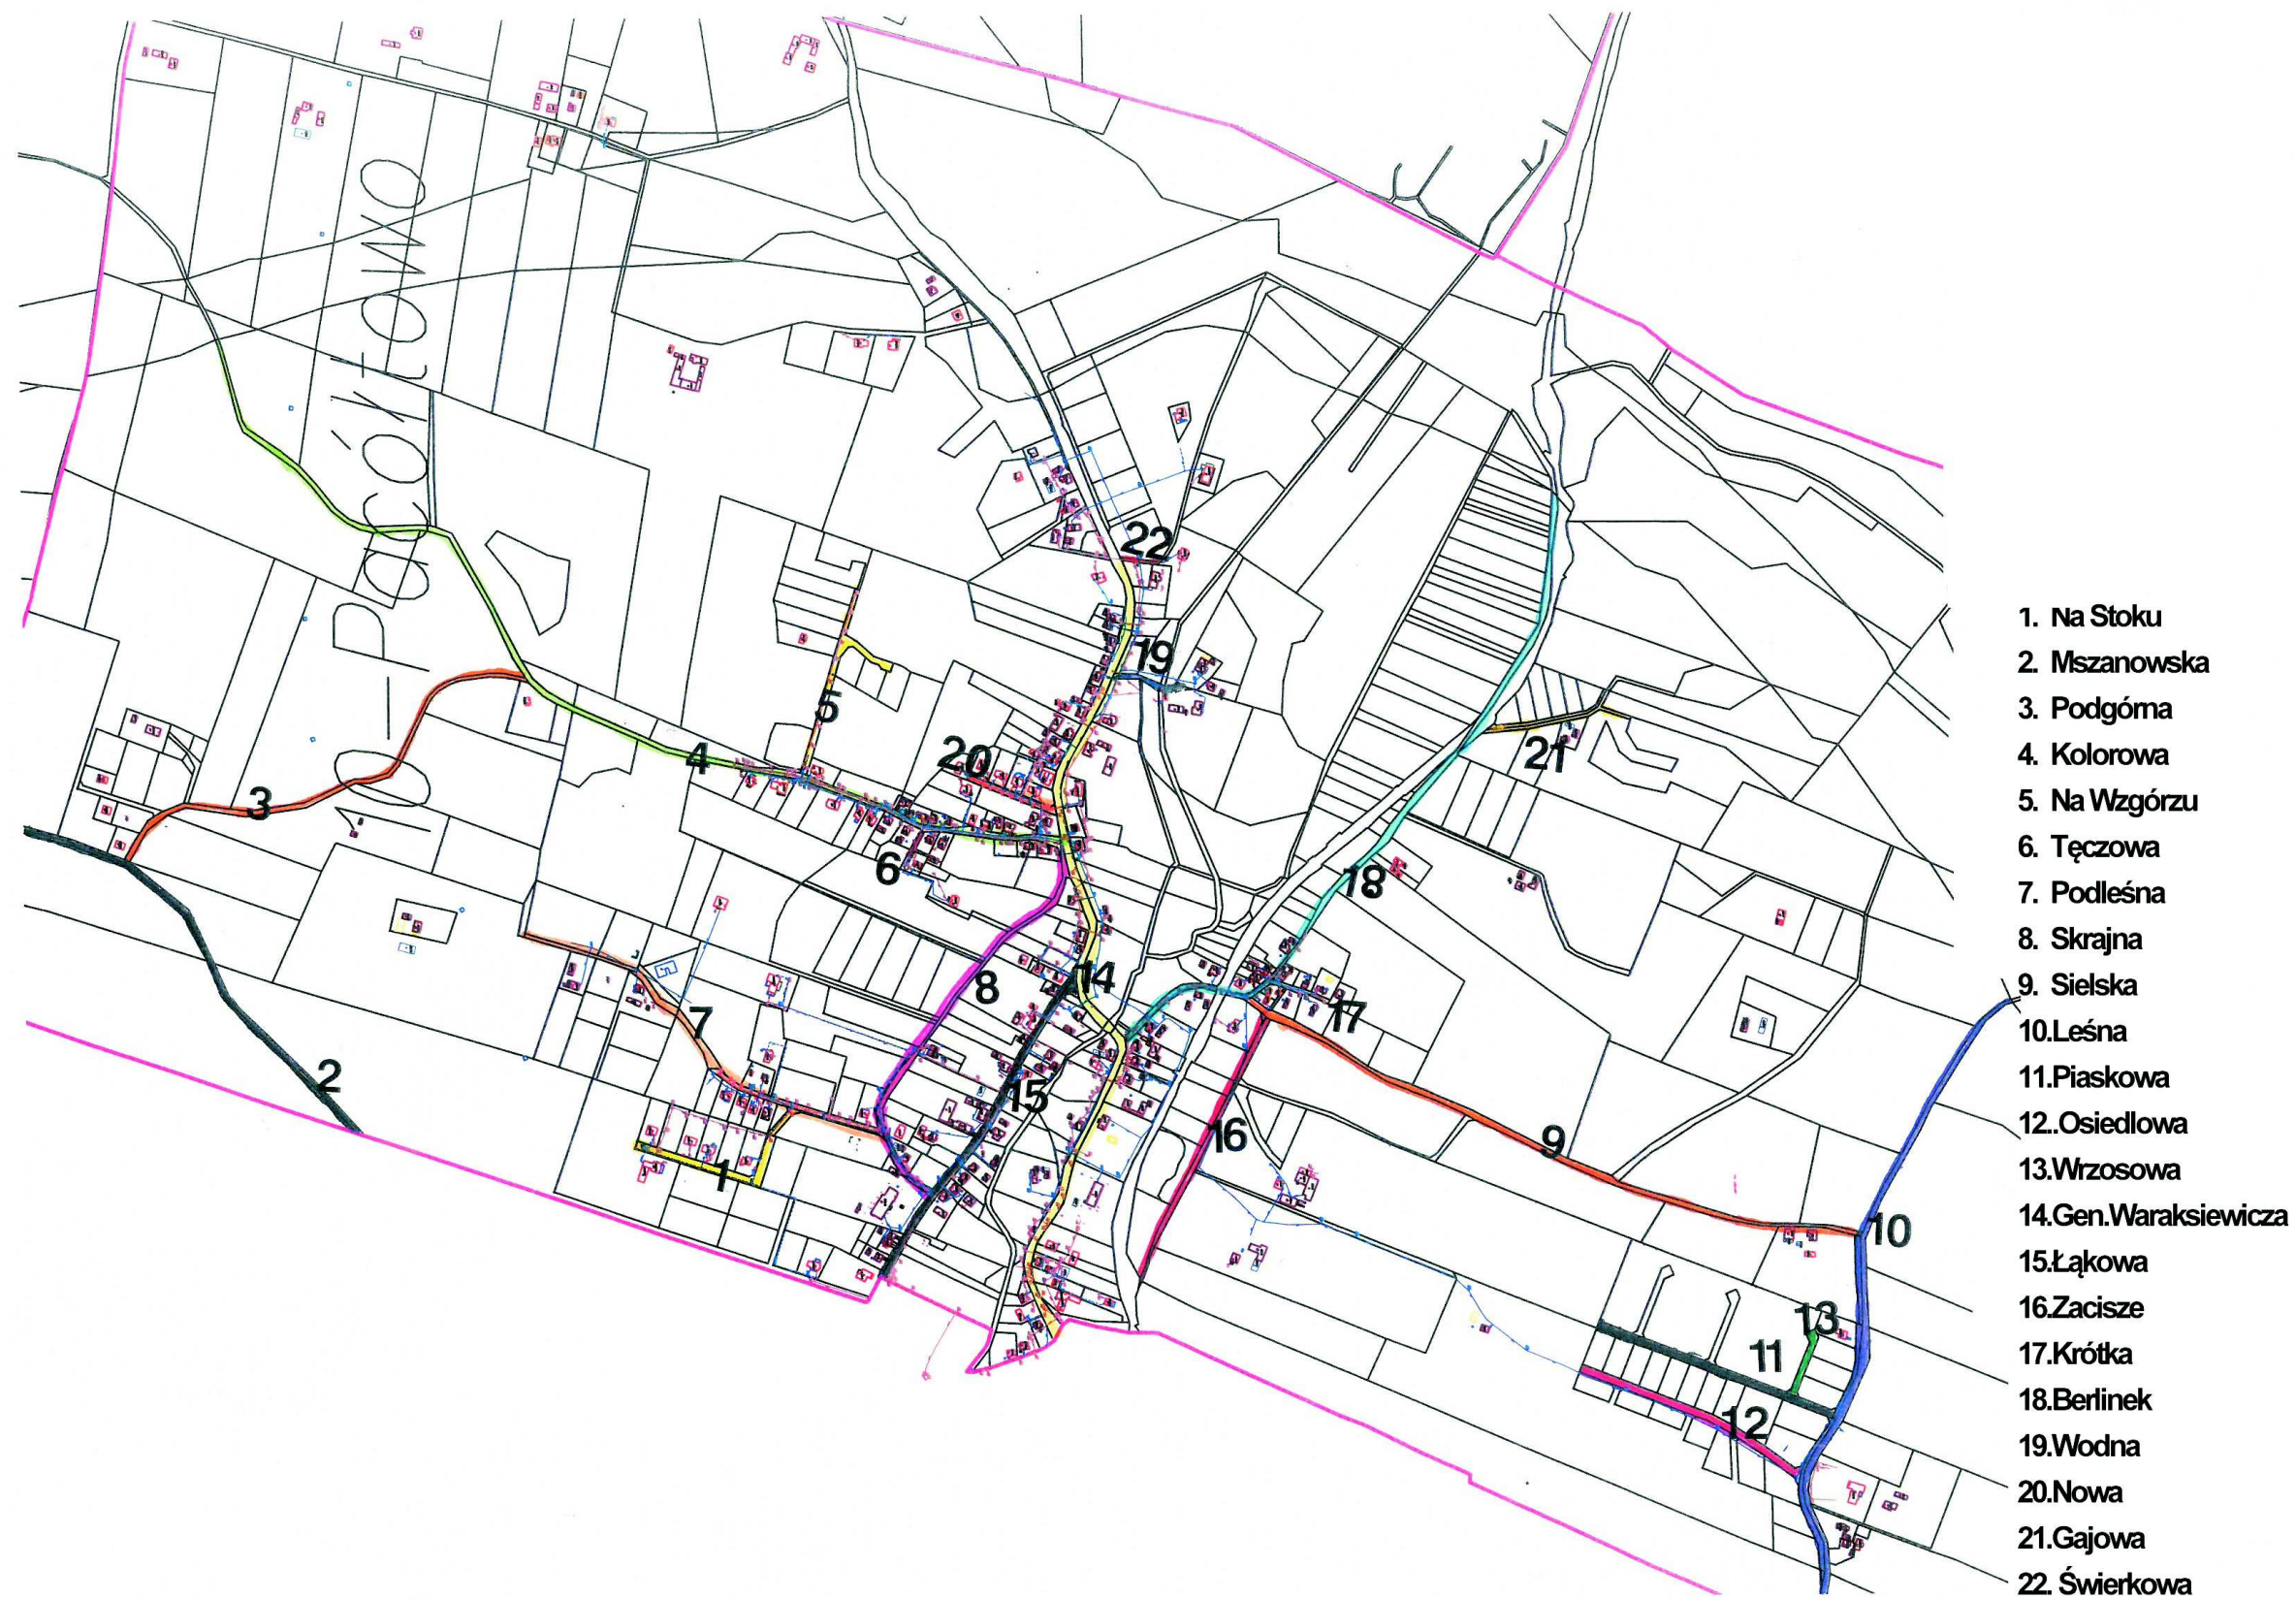 10-Pacółtowo
22
19
5
20
4
21
3
6
18
14
8
17
7
2
15
16
9
1
10
13
11
12
1. Na Stoku
2. Mszanowska
3. Podgórna
4. Kolorowa
5. Na Wzgórzu
6. Tęczowa
7. Podleśna
8. Skrajna
9. Sielska
10.Leśna
11.Piaskowa
12..Osiedlowa
13.Wrzosowa
14.Gen.Waraksiewicza
15.Łąkowa
16.Zacisze
17.Krótka
18.Berlinek
19.Wodna
20.Nowa
21.Gajowa
22. Świerkowa